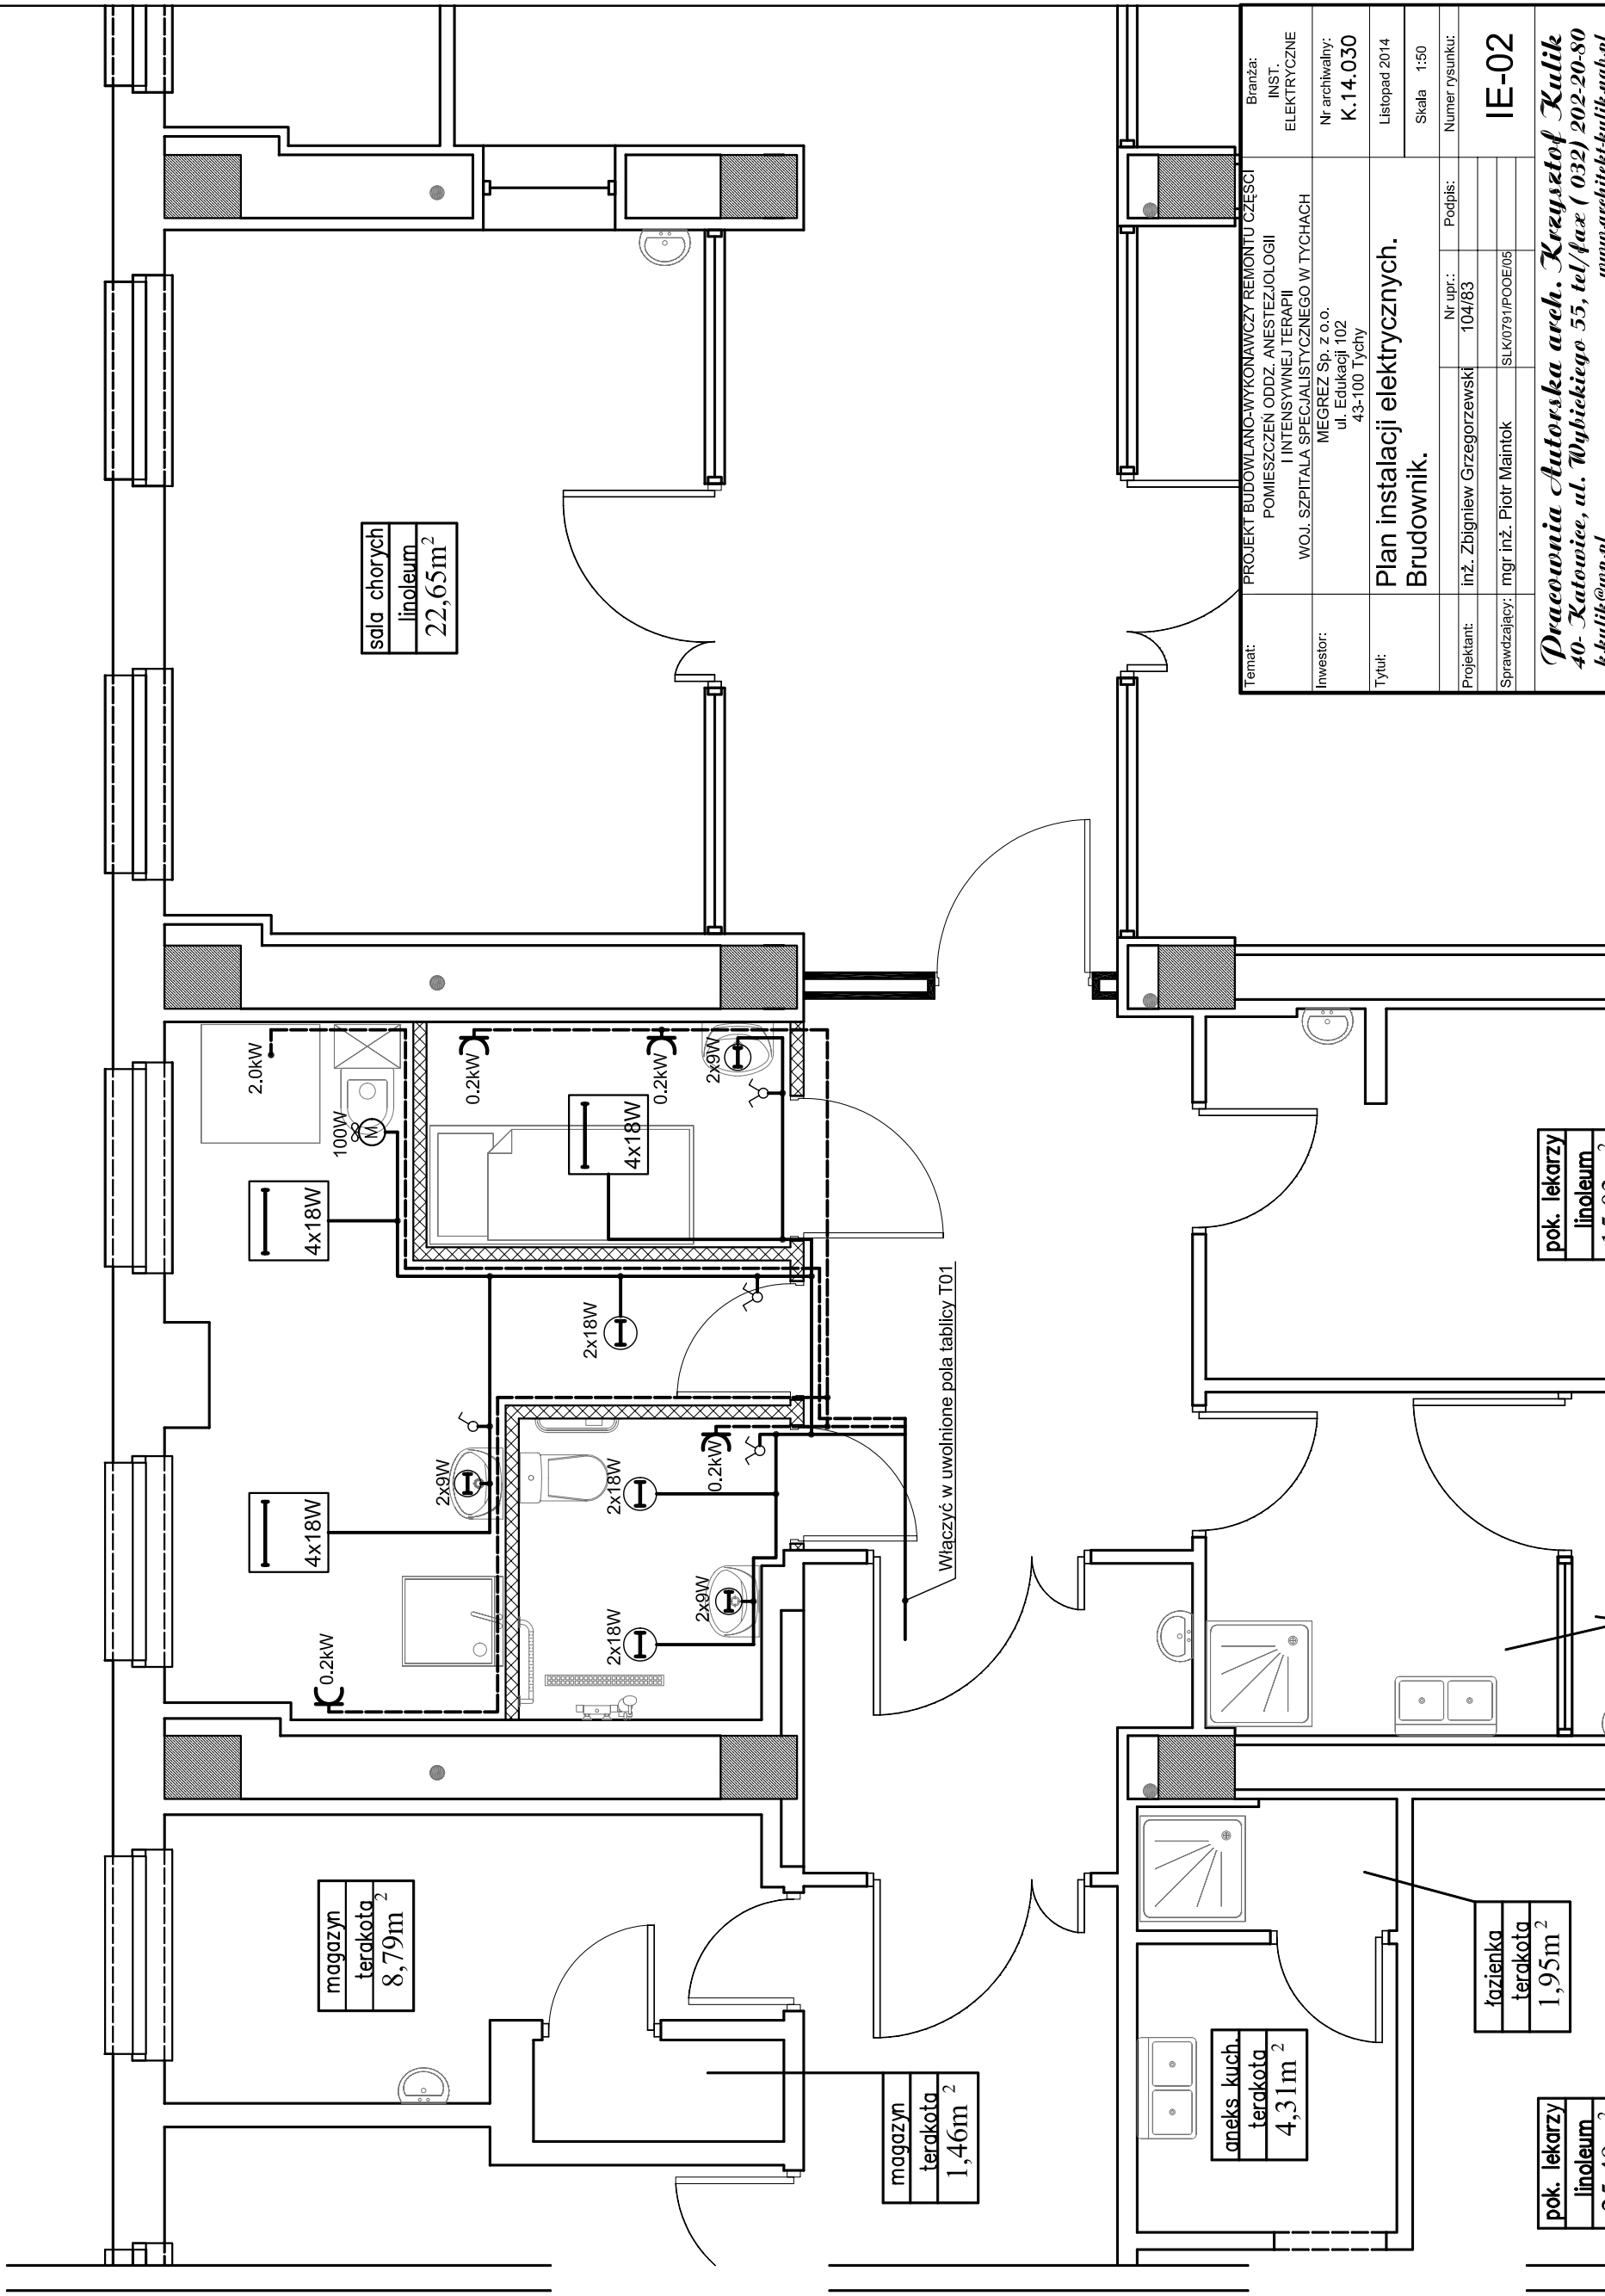 sala chorych
linoleum
22,65m²
2.0kW
100W
M
4x18W
0.2kW
0.2kW
2x9W
4x18W
2x18W
2x9W
4x18W
0.2kW
2x18W
0.2kW
2x9W
2x18W
Włączyć w uwolnione pola tablicy T01
magazyn
terakota
8,79m²
magazyn
terakota
1,46m²
aneks kuch.
terakota
4,31m²
łazienka
terakota
1,95m²
pok. lekarzy
linoleum
pok. lekarzy
linoleum
Temat:
PROJEKT BUDOWLANO-WYKONAWCZY REMONTU CZĘŚCI
POMIESZCZEŃ ODDZ. ANESTEZJOLOGII
I INTENSYWNEJ TERAPII
WOJ. SZPITALA SPECJALISTYCZNEGO W TYCHACH
Branża:
INST.
ELEKTRYCZNE
Inwestor:
MEGREZ Sp. z o.o.
ul. Edukacji 102
43-100 Tychy
Nr archiwalny:
K.14.030
Tytuł:
Plan instalacji elektrycznych.
Brudownik.
Listopad 2014
Skala 1:50
Nr upr.:
Podpis:
Numer rysunku:
IE-02
Projektant:
inż. Zbigniew Grzegorzewski
104/83
Sprawdzający:
mgr inż. Piotr Maintok
SLK/0791/POOE/05
Pracownia Autorska arch. Krzysztof Kulik
40- Katowice, ul. Wybickiego 55, tel/fax ( 032) 202-20-80